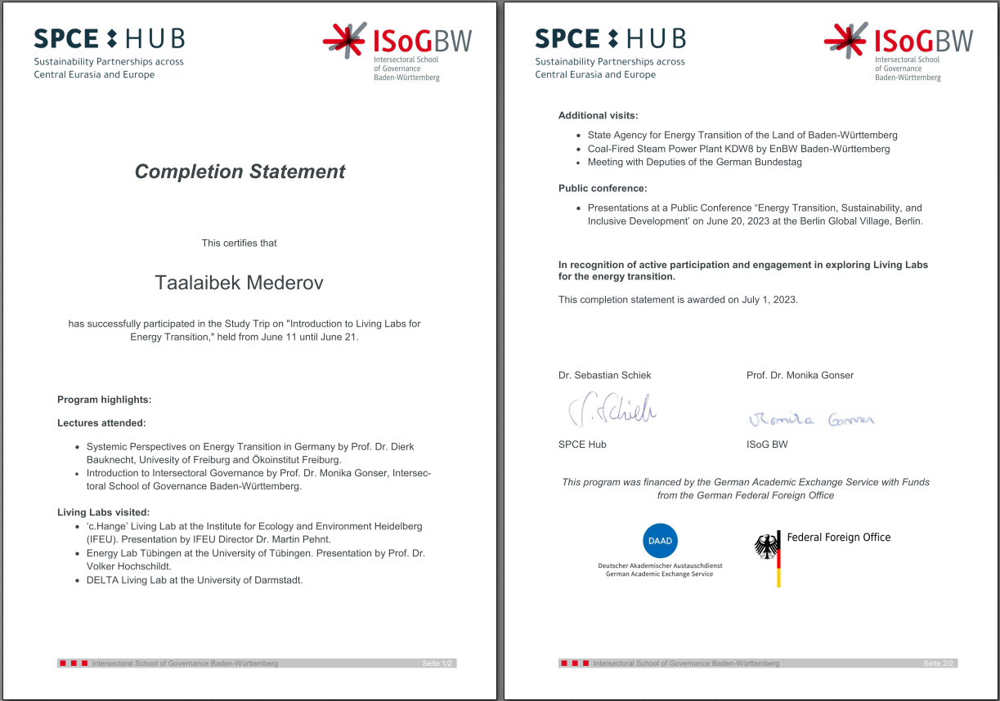 SPCE HUB
Sustainability Partnerships across
Central Eurasia and Europe
ISoGBW
Intersectoral School
of Governance
Baden-Württemberg
Completion Statement
This certifies that
Taalaibek Mederov
has successfully participated in the Study Trip on "Introduction to Living Labs for
Energy Transition," held from June 11 until June 21.
Program highlights:
Lectures attended:
• Systemic Perspectives on Energy Transition in Germany by Prof. Dr. Dierk
Bauknecht, Univesity of Freiburg and Ökoinstitut Freiburg.
• Introduction to Intersectoral Governance by Prof. Dr. Monika Gonser, Intersec-
toral School of Governance Baden-Württemberg.
Living Labs visited:
• ‘c.Hange’ Living Lab at the Institute for Ecology and Environment Heidelberg
(IFEU). Presentation by IFEU Director Dr. Martin Pehnt.
• Energy Lab Tübingen at the University of Tübingen. Presentation by Prof. Dr.
Volker Hochschildt.
• DELTA Living Lab at the University of Darmstadt.
Intersectoral School of Governance Baden-Württemberg Seite 1/2
SPCE HUB
Sustainability Partnerships across
Central Eurasia and Europe
ISoGBW
Intersectoral School
of Governance
Baden-Württemberg
Additional visits:
• State Agency for Energy Transition of the Land of Baden-Württemberg
• Coal-Fired Steam Power Plant KDW8 by EnBW Baden-Württemberg
• Meeting with Deputies of the German Bundestag
Public conference:
• Presentations at a Public Conference “Energy Transition, Sustainability, and
Inclusive Development’ on June 20, 2023 at the Berlin Global Village, Berlin.
In recognition of active participation and engagement in exploring Living Labs
for the energy transition.
This completion statement is awarded on July 1, 2023.
Dr. Sebastian Schiek Prof. Dr. Monika Gonser
S. Schiek Monika Gonser
SPCE Hub ISoG BW
This program was financed by the German Academic Exchange Service with Funds
from the German Federal Foreign Office
DAAD
Deutscher Akademischer Austauschdienst
German Academic Exchange Service
Federal Foreign Office
Intersectoral School of Governance Baden-Württemberg Seite 2/2